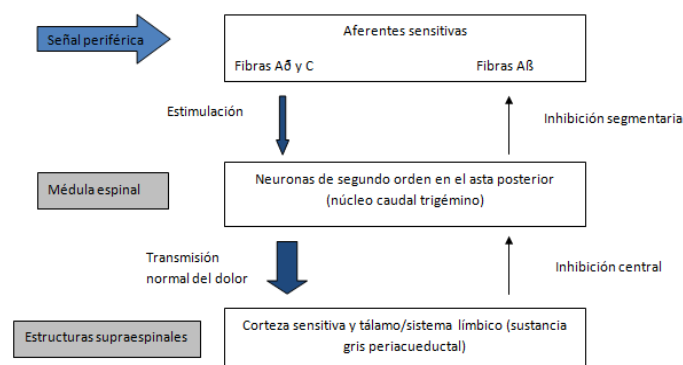 Señal periférica
Aferentes sensitivas
Fibras Aδ y C
Fibras Aß
Estimulación
Inhibición segmentaria
Médula espinal
Neuronas de segundo orden en el asta posterior
(núcleo caudal trigémino)
Transmisión
normal del dolor
Inhibición central
Estructuras supraespinales
Corteza sensitiva y tálamo/sistema límbico (sustancia
gris periacueductal)